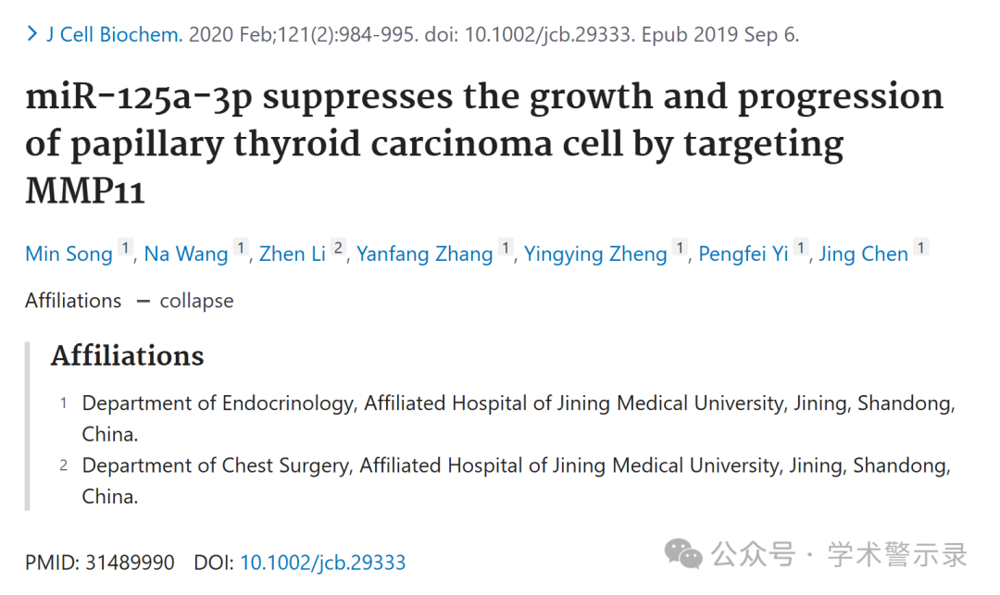 J Cell Biochem. 2020 Feb;121(2):984-995. doi: 10.1002/jcb.29333. Epub 2019 Sep 6.
miR-125a-3p suppresses the growth and progression
of papillary thyroid carcinoma cell by targeting
MMP11
Min Song 1, Na Wang 1, Zhen Li 2, Yanfang Zhang 1, Yingying Zheng 1, Pengfei Yi 1, Jing Chen 1
Affiliations — collapse
Affiliations
1 Department of Endocrinology, Affiliated Hospital of Jining Medical University, Jining, Shandong,
China.
2 Department of Chest Surgery, Affiliated Hospital of Jining Medical University, Jining, Shandong,
China.
PMID: 31489990 DOI: 10.1002/jcb.29333
公众号 · 学术警示录